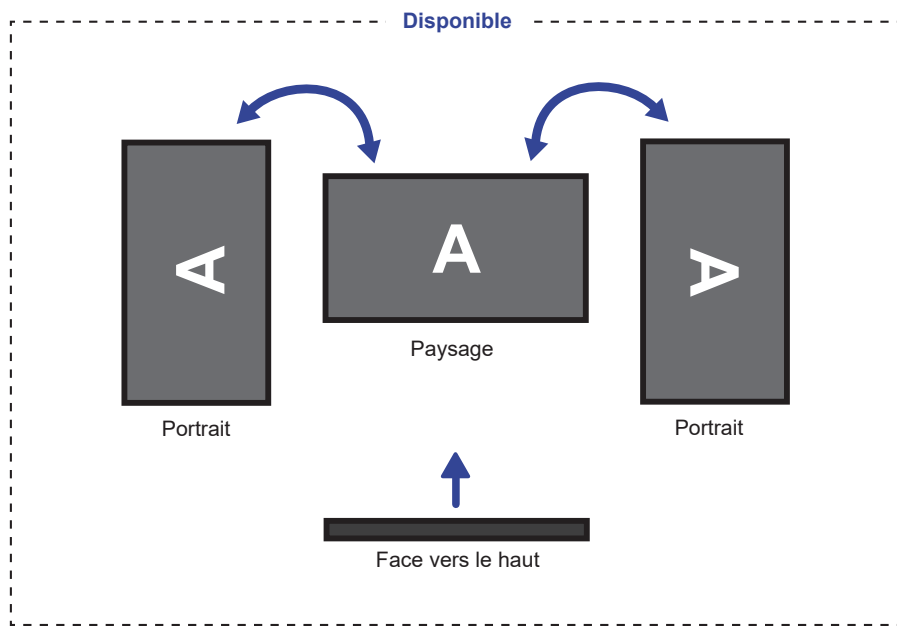 Disponible
A
A
A
Paysage
Portrait
Portrait
Face vers le haut